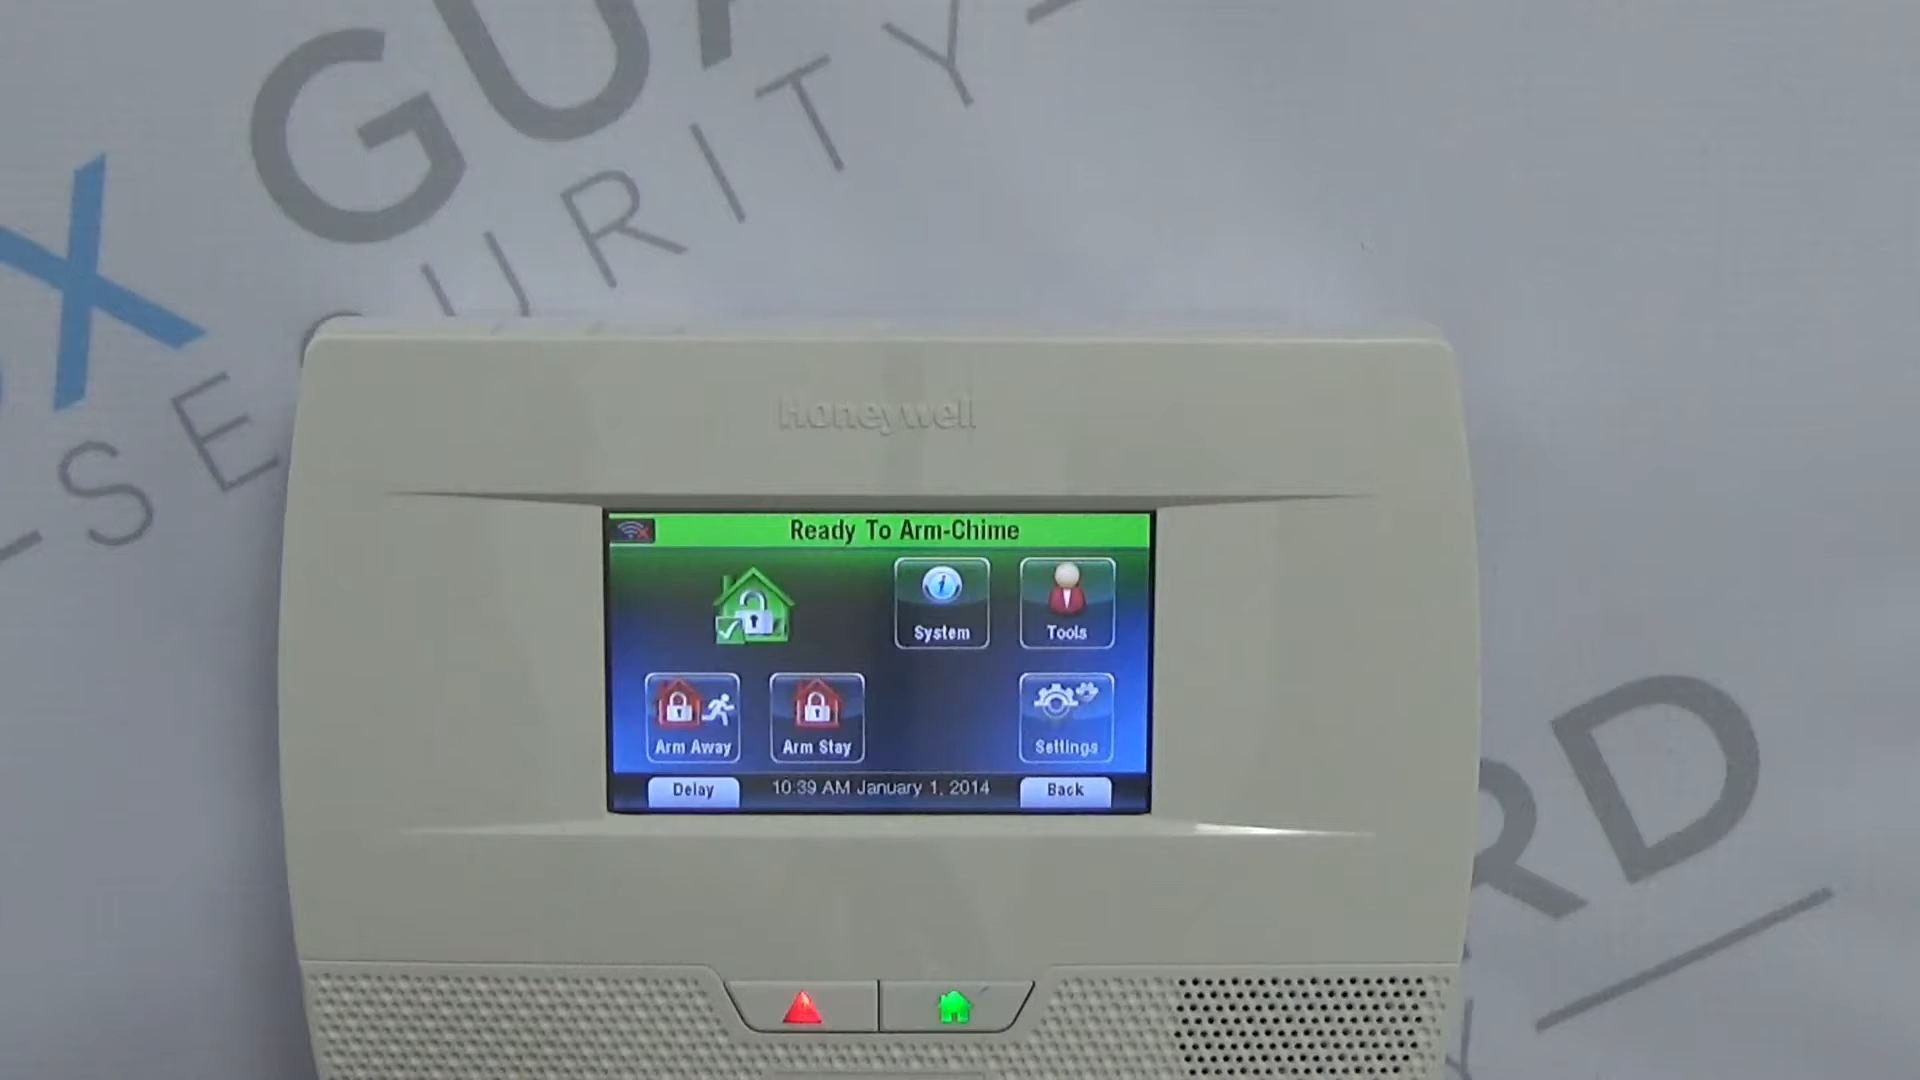 X GUA
SECURITY
RD
Honeywell
Ready To Arm-Chime
System
Tools
Arm Away
Arm Stay
Settings
Delay
10:39 AM January 1, 2014
Back